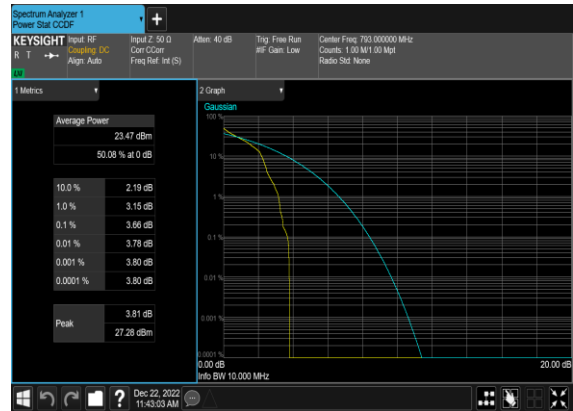 Spectrum Analyzer 1
Power Stat CCDF
+
KEYSIGHT
R T
LW
Input: RF
Coupling: DC
Align: Auto
Input Z: 50 Ω
Corr CCorr
Freq Ref: Int (S)
Atten: 40 dB
Trig: Free Run
#IF Gain: Low
Center Freq: 793.000000 MHz
Counts: 1.00 M/1.00 Mpt
Radio Std: None
1 Metrics
Average Power
23.47 dBm
50.08 % at 0 dB
10.0 % 2.19 dB
1.0 % 3.15 dB
0.1 % 3.66 dB
0.01 % 3.78 dB
0.001 % 3.80 dB
0.0001 % 3.80 dB
Peak
3.81 dB
27.28 dBm
2 Graph
Gaussian
100 %
10 %
1 %
0.1 %
0.01 %
0.001 %
0.0001 %
0.00 dB
20.00 dB
Info BW 10.000 MHz
?
Dec 22, 2022
11:43:03 AM